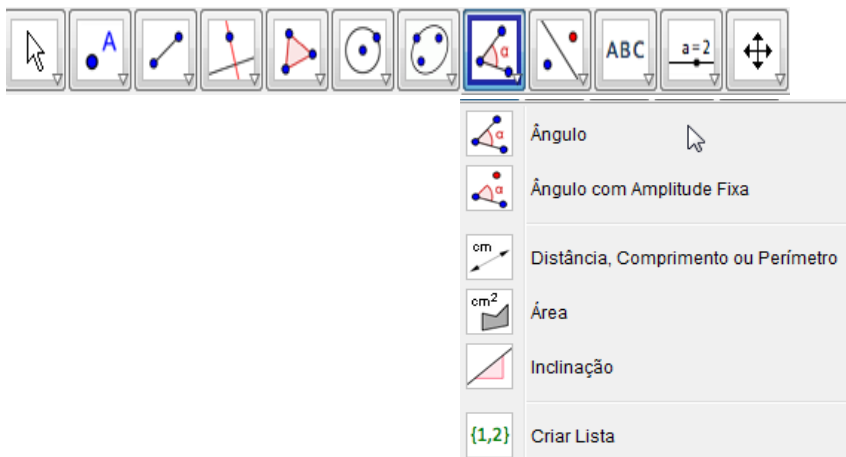 A
α
ABC
a=2
α
Ângulo
α
Ângulo com Amplitude Fixa
cm
Distância, Comprimento ou Perímetro
cm²
Área
Inclinação
{1,2}
Criar Lista